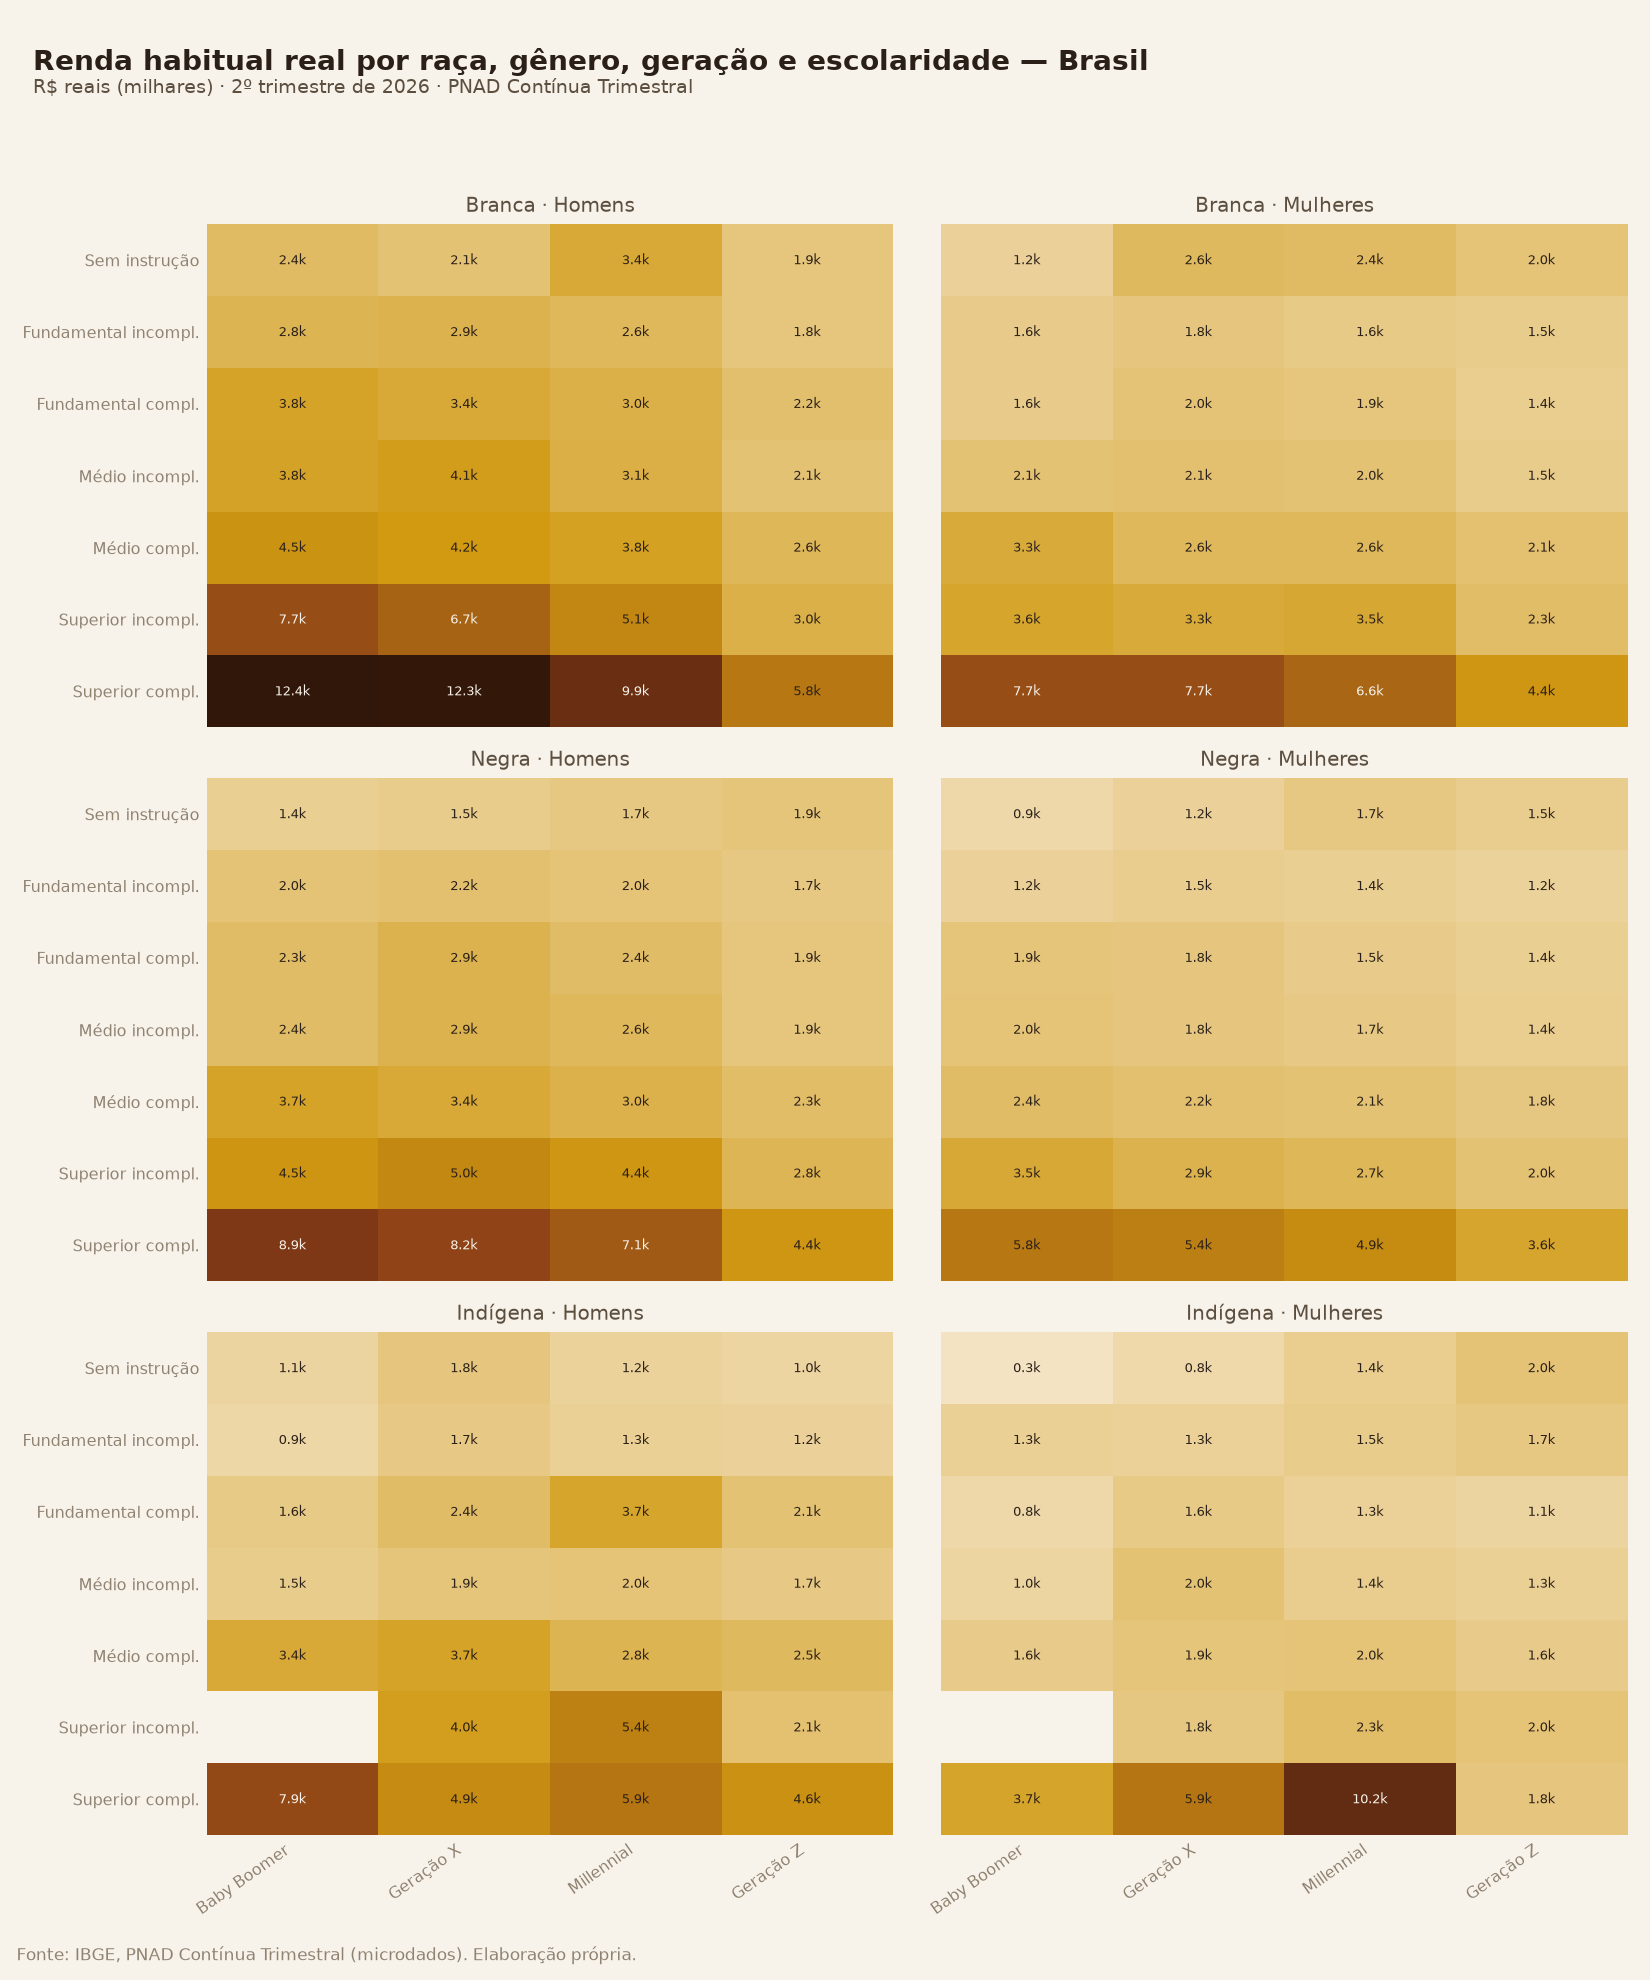 Renda habitual real por raça, gênero, geração e escolaridade — Brasil
R$ reais (milhares) · 2º trimestre de 2026 · PNAD Contínua Trimestral
Branca · Homens
Branca · Mulheres
Sem instrução 2.4k 2.1k 3.4k 1.9k 1.2k 2.6k 2.4k 2.0k
Fundamental incompl. 2.8k 2.9k 2.6k 1.8k 1.6k 1.8k 1.6k 1.5k
Fundamental compl. 3.8k 3.4k 3.0k 2.2k 1.6k 2.0k 1.9k 1.4k
Médio incompl. 3.8k 4.1k 3.1k 2.1k 2.1k 2.1k 2.0k 1.5k
Médio compl. 4.5k 4.2k 3.8k 2.6k 3.3k 2.6k 2.6k 2.1k
Superior incompl. 7.7k 6.7k 5.1k 3.0k 3.6k 3.3k 3.5k 2.3k
Superior compl. 12.4k 12.3k 9.9k 5.8k 7.7k 7.7k 6.6k 4.4k
Negra · Homens
Negra · Mulheres
Sem instrução 1.4k 1.5k 1.7k 1.9k 0.9k 1.2k 1.7k 1.5k
Fundamental incompl. 2.0k 2.2k 2.0k 1.7k 1.2k 1.5k 1.4k 1.2k
Fundamental compl. 2.3k 2.9k 2.4k 1.9k 1.9k 1.8k 1.5k 1.4k
Médio incompl. 2.4k 2.9k 2.6k 1.9k 2.0k 1.8k 1.7k 1.4k
Médio compl. 3.7k 3.4k 3.0k 2.3k 2.4k 2.2k 2.1k 1.8k
Superior incompl. 4.5k 5.0k 4.4k 2.8k 3.5k 2.9k 2.7k 2.0k
Superior compl. 8.9k 8.2k 7.1k 4.4k 5.8k 5.4k 4.9k 3.6k
Indígena · Homens
Indígena · Mulheres
Sem instrução 1.1k 1.8k 1.2k 1.0k 0.3k 0.8k 1.4k 2.0k
Fundamental incompl. 0.9k 1.7k 1.3k 1.2k 1.3k 1.3k 1.5k 1.7k
Fundamental compl. 1.6k 2.4k 3.7k 2.1k 0.8k 1.6k 1.3k 1.1k
Médio incompl. 1.5k 1.9k 2.0k 1.7k 1.0k 2.0k 1.4k 1.3k
Médio compl. 3.4k 3.7k 2.8k 2.5k 1.6k 1.9k 2.0k 1.6k
Superior incompl. 4.0k 5.4k 2.1k 1.8k 2.3k 2.0k
Superior compl. 7.9k 4.9k 5.9k 4.6k 3.7k 5.9k 10.2k 1.8k
Baby Boomer Geração X Millennial Geração Z Baby Boomer Geração X Millennial Geração Z
Fonte: IBGE, PNAD Contínua Trimestral (microdados). Elaboração própria.